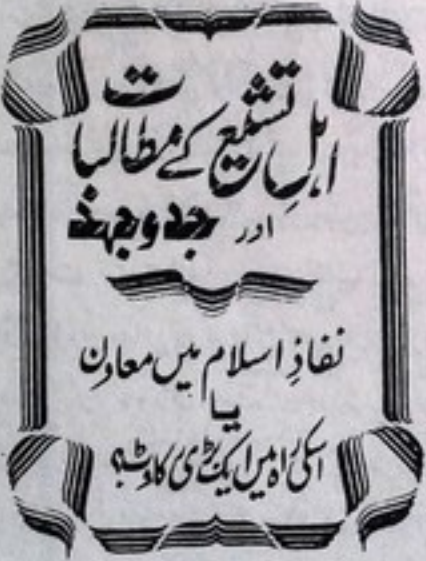 اہلِ تشیع کے مطالبات
اور جدوجہد
نفاذِ اسلام میں معاون
یا
اسکی راہ میں ایک بڑی رکاوٹ؟